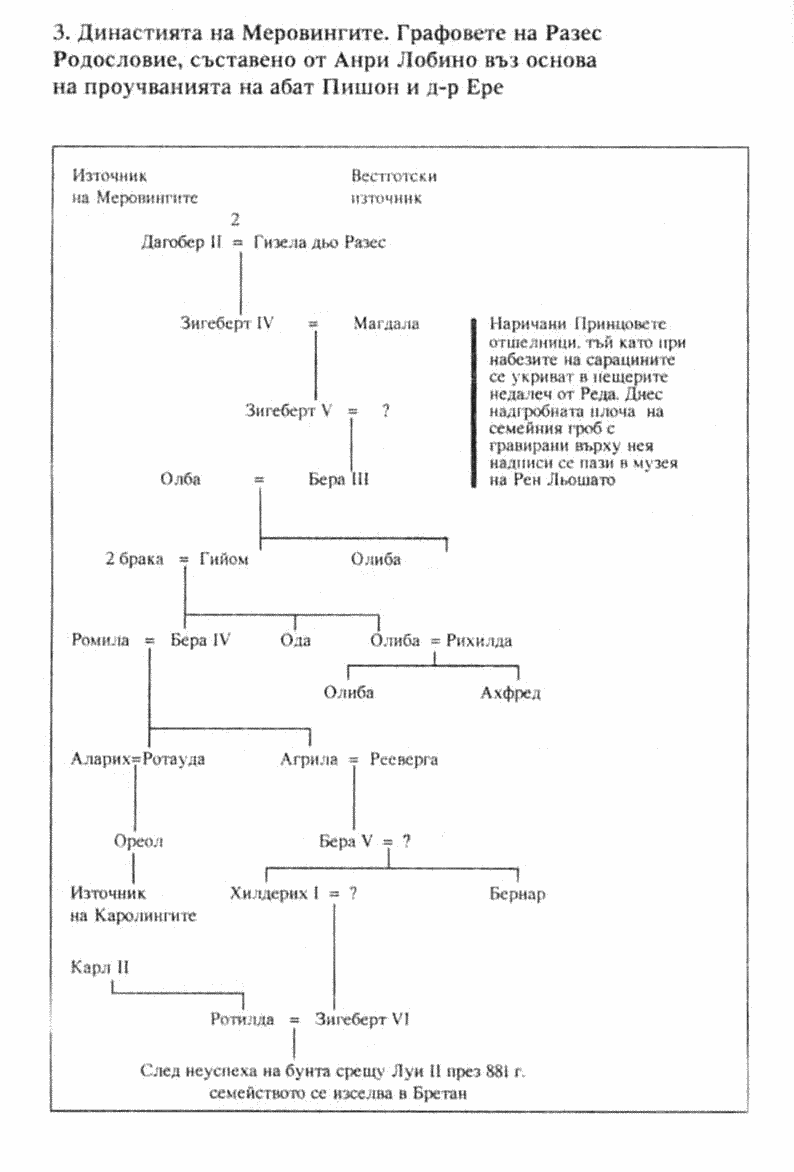 3. Династията на Меровингите. Графовете на Разес
Родословие, съставено от Анри Лобино въз основа
на проучванията на абат Пишон и д-р Ере
Източник
на Меровингите
Вестготски
източник
2
Дагобер II = Гизела дьо Разес
Зигеберт IV = Магдала
Наричани Принцовете
отшелници, тъй като при
набезите на сарацините
се укриват в пещерите
недалеч от Реда. Днес
надгробната плоча на
семейния гроб с
гравирани върху нея
надписи се пази в музея
на Рен Льошато
Зигеберт V = ?
Олба = Бера III
2 брака = Гийом Олиба
Ромила = Бера IV Ода Олиба = Рихилда
Олиба Ахфред
Аларих=Ротауда Агрила = Рееверга
Ореол Бера V = ?
Източник
на Каролингите
Хилдерих I = ? Бернар
Карл II
Ротилда = Зигеберт VI
След неуспеха на бунта срещу Луи II през 881 г.
семейството се изселва в Бретан